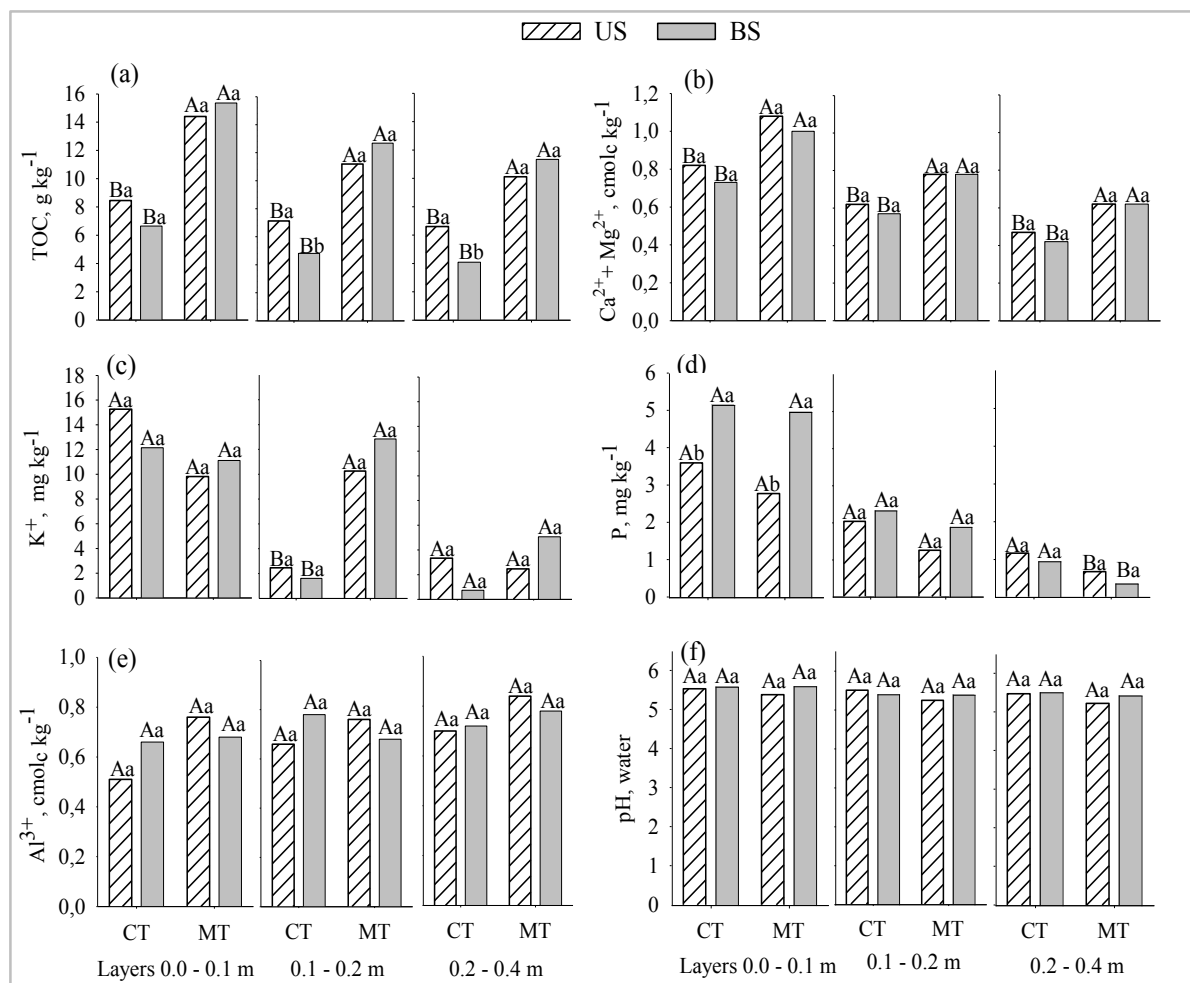 US BS
(a)
TOC, g kg-1
16
14
12
10
8
6
4
2
0
Ba Ba Aa Aa
Ba Bb Aa Aa
Ba Bb Aa Aa
(b)
Ca2+ + Mg2+, cmolc kg-1
1,2
1,0
0,8
0,6
0,4
0,2
0,0
Ba Ba Aa Aa
Ba Ba Aa Aa
Ba Ba Aa Aa
(c)
K+, mg kg-1
18
16
14
12
10
8
6
4
2
0
Aa Aa Aa Aa
Ba Ba Aa Aa
Aa Aa Aa Aa
(d)
P, mg kg-1
6
5
4
3
2
1
0
Ab Aa Ab Aa
Aa Aa Aa Aa
Aa Aa Ba Ba
(e)
Al3+, cmolc kg-1
1,0
0,8
0,6
0,4
0,2
0,0
Aa Aa Aa Aa
Aa Aa Aa Aa
Aa Aa Aa Aa
CT MT CT MT CT MT
Layers 0.0 - 0.1 m 0.1 - 0.2 m 0.2 - 0.4 m
(f)
pH, water
6
5
4
3
2
1
0
Aa Aa Aa Aa
Aa Aa Aa Aa
Aa Aa Aa Aa
CT MT CT MT CT MT
Layers 0.0 - 0.1 m 0.1 - 0.2 m 0.2 - 0.4 m